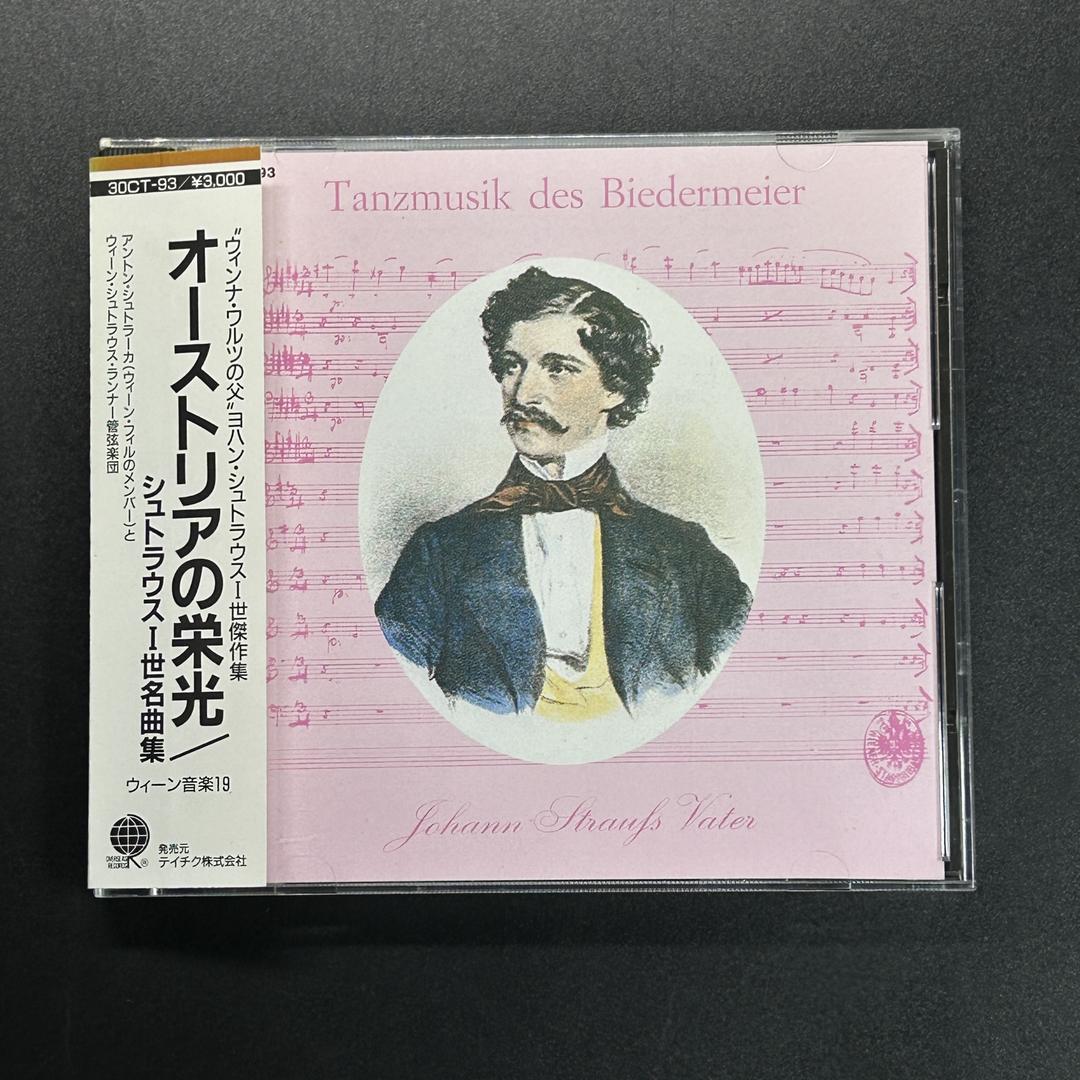 30CT-93/¥3,000
"ウィンナ・ワルツの父"ヨハン・シュトラウスⅠ世傑作集
オーストリアの栄光/
シュトラウスⅠ世名曲集
アントン・シュトラーカ(ウィーン・フィルのメンバー)と
ウィーン・シュトラウス・ランナー管弦楽団
ウィーン音楽19
OVERSEAS
RECORDS
®
発売元
テイチク株式会社
93
Tanzmusik des Biedermeier
Johann Strauß Vater